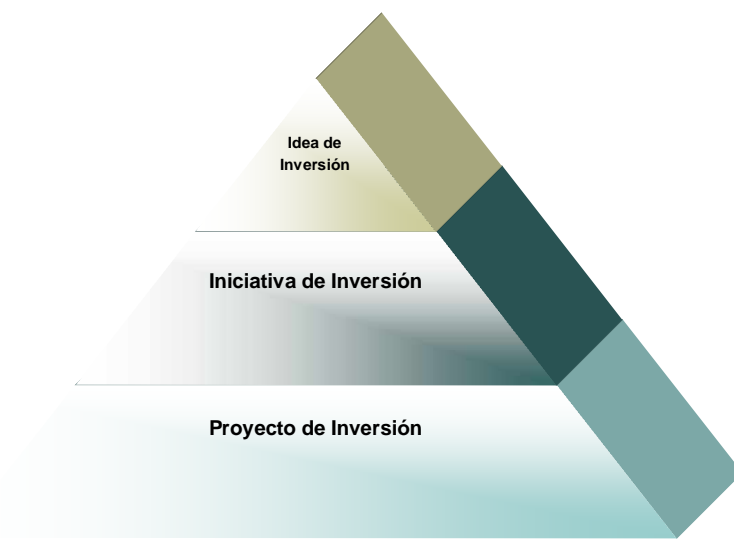 Idea de
Inversión
Iniciativa de Inversión
Proyecto de Inversión